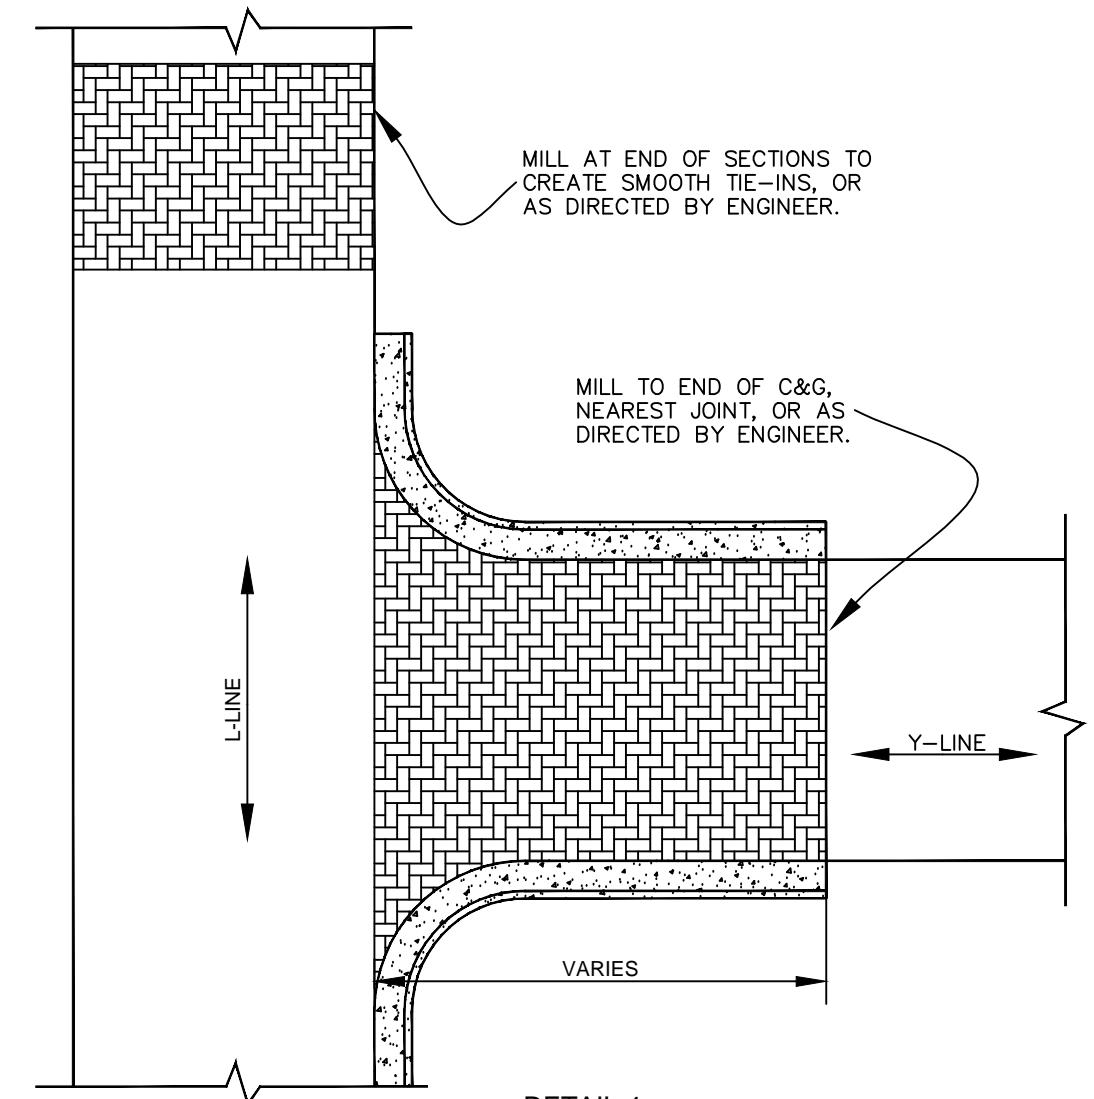 MILL AT END OF SECTIONS TO
CREATE SMOOTH TIE-INS, OR
AS DIRECTED BY ENGINEER.
MILL TO END OF C&G,
NEAREST JOINT, OR AS
DIRECTED BY ENGINEER.
L-LINE
Y-LINE
VARIES